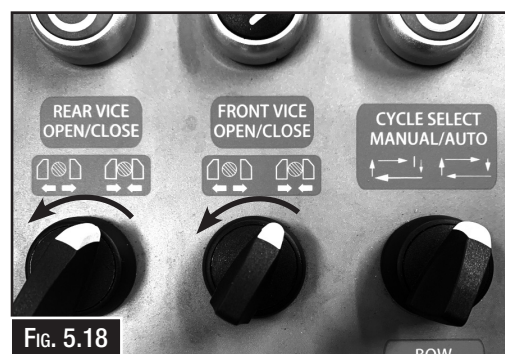 REAR VICE
OPEN/CLOSE
FRONT VICE
OPEN/CLOSE
CYCLE SELECT
MANUAL/AUTO
FIG. 5.18